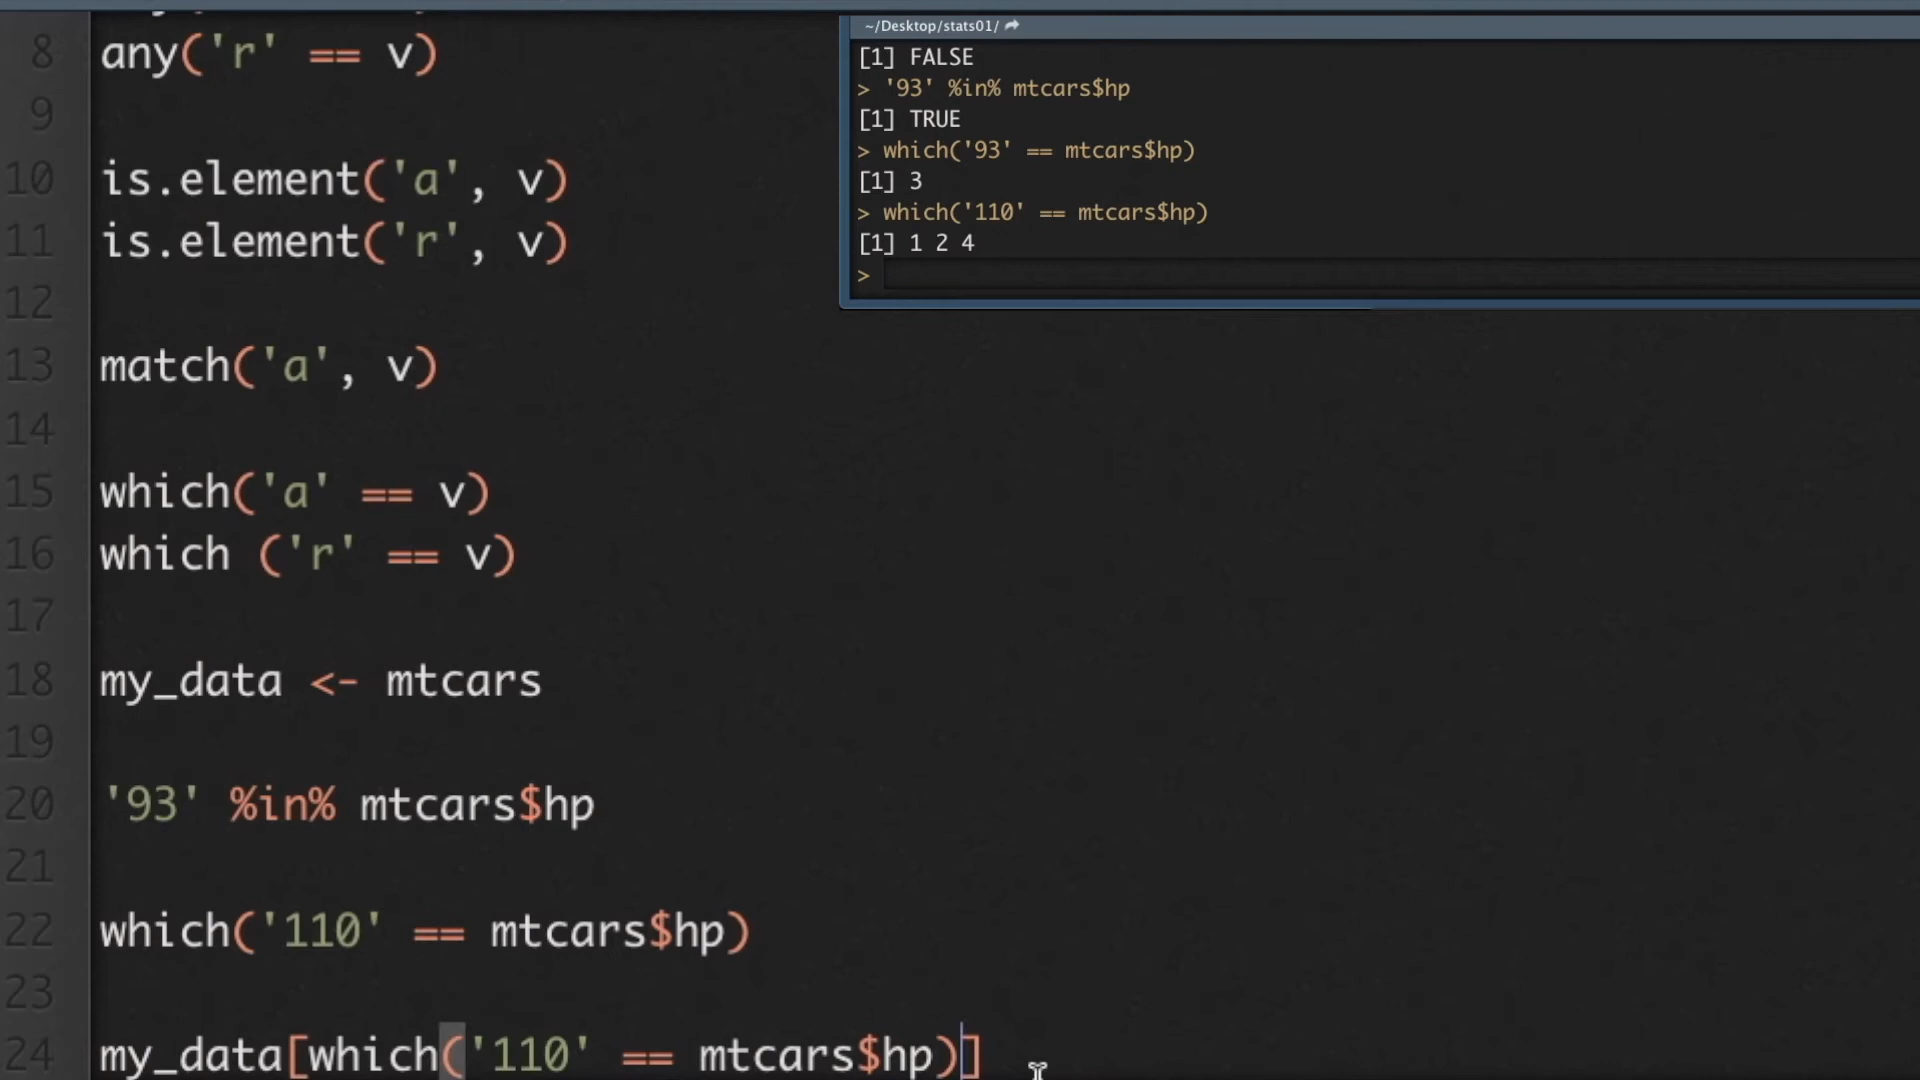 8 any('r' == v)
9
10 is.element('a', v)
11 is.element('r', v)
12
13 match('a', v)
14
15 which('a' == v)
16 which ('r' == v)
17
18 my_data <- mtcars
19
20 '93' %in% mtcars$hp
21
22 which('110' == mtcars$hp)
23
24 my_data[which('110' == mtcars$hp)]
~/Desktop/stats01/
[1] FALSE
> '93' %in% mtcars$hp
[1] TRUE
> which('93' == mtcars$hp)
[1] 3
> which('110' == mtcars$hp)
[1] 1 2 4
>